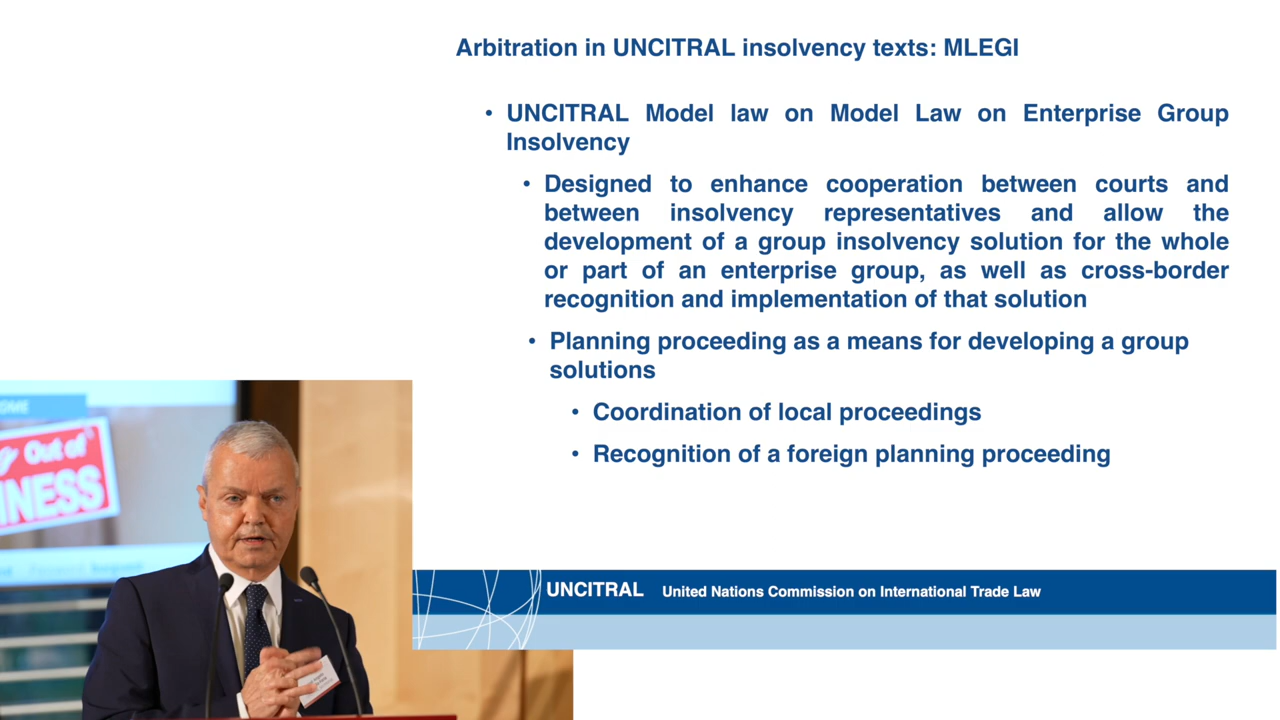 Arbitration in UNCITRAL insolvency texts: MLEGI
• UNCITRAL Model law on Model Law on Enterprise Group
Insolvency
• Designed to enhance cooperation between courts and
between insolvency representatives and allow the
development of a group insolvency solution for the whole
or part of an enterprise group, as well as cross-border
recognition and implementation of that solution
• Planning proceeding as a means for developing a group
solutions
• Coordination of local proceedings
• Recognition of a foreign planning proceeding
OME
Out of
INESS
UNCITRAL United Nations Commission on International Trade Law